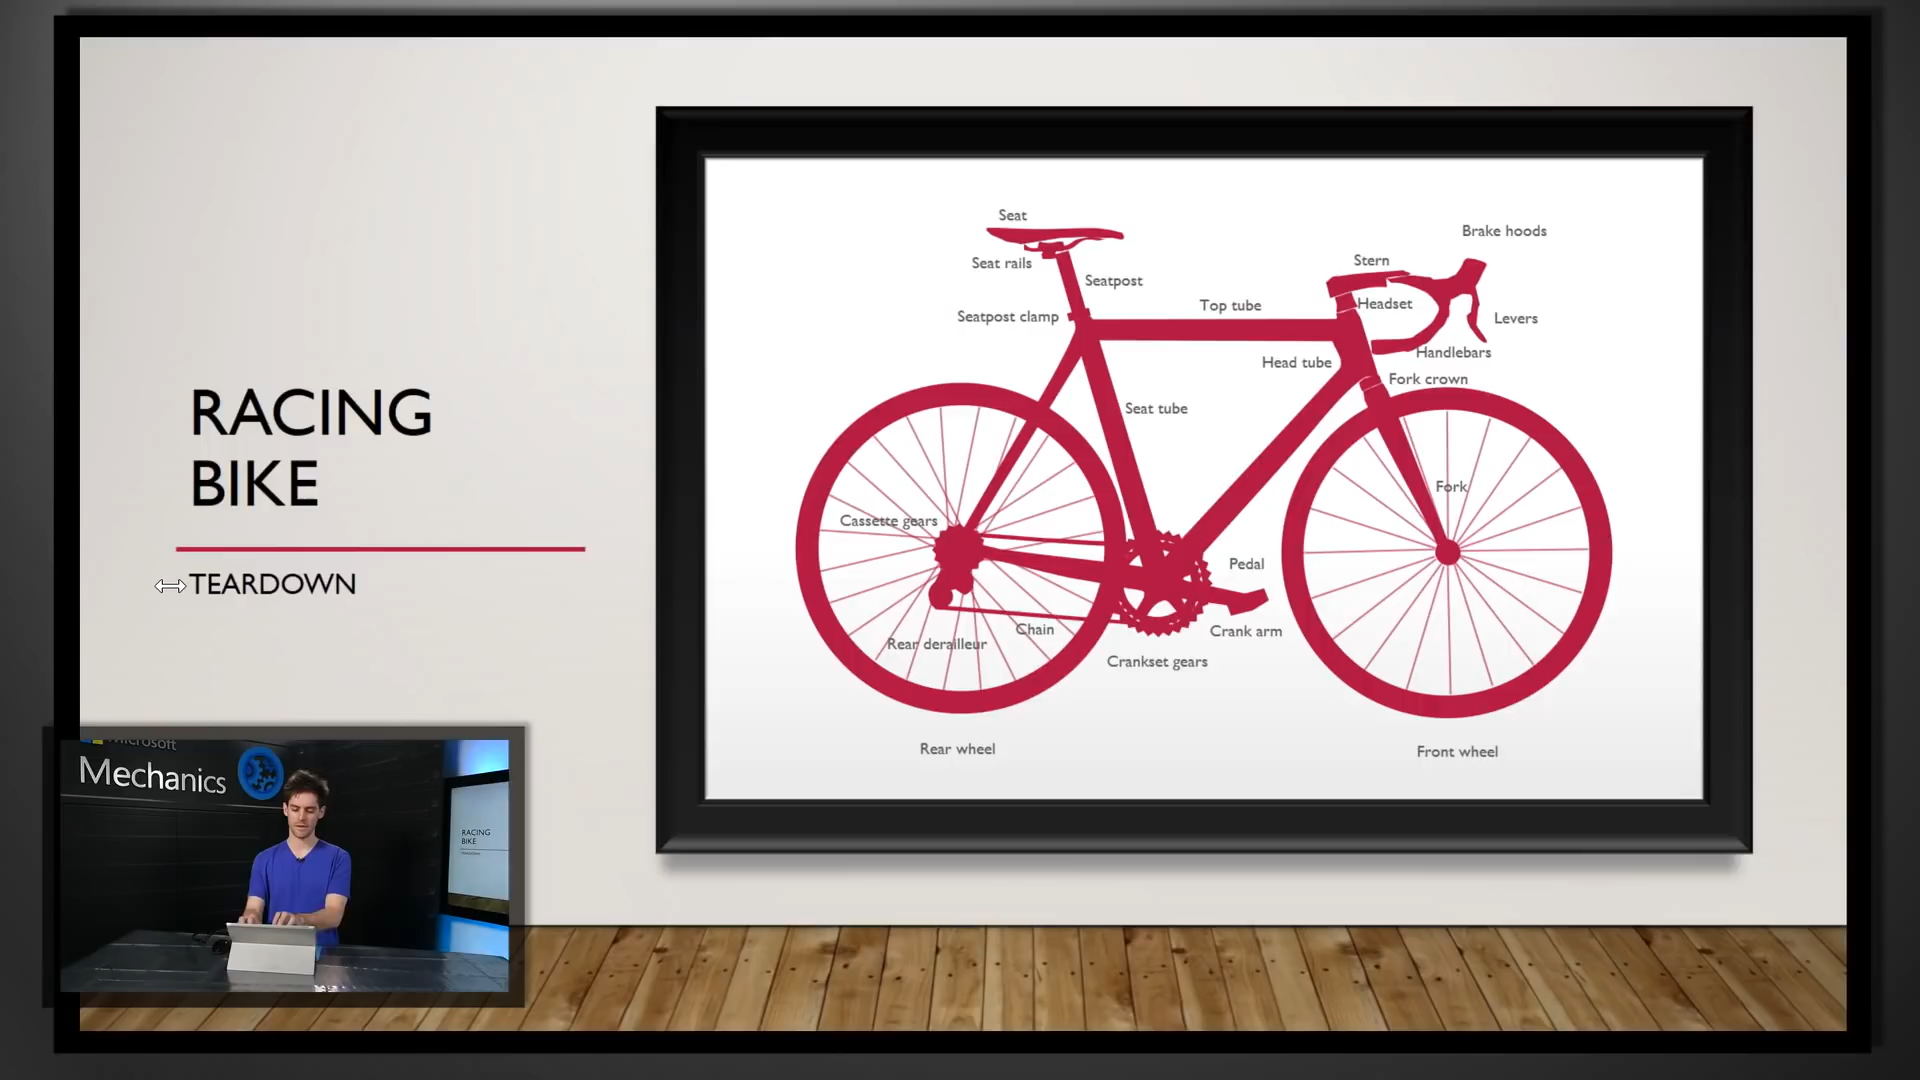 RACING
BIKE
TEARDOWN
Seat
Brake hoods
Stern
Seat rails
Seatpost
Headset
Top tube
Seatpost clamp
Levers
Handlebars
Head tube
Fork crown
Seat tube
Fork
Cassette gears
Pedal
Chain
Crank arm
Rear derailleur
Crankset gears
Rear wheel
Front wheel
Microsoft
Mechanics
RACING
BIKE